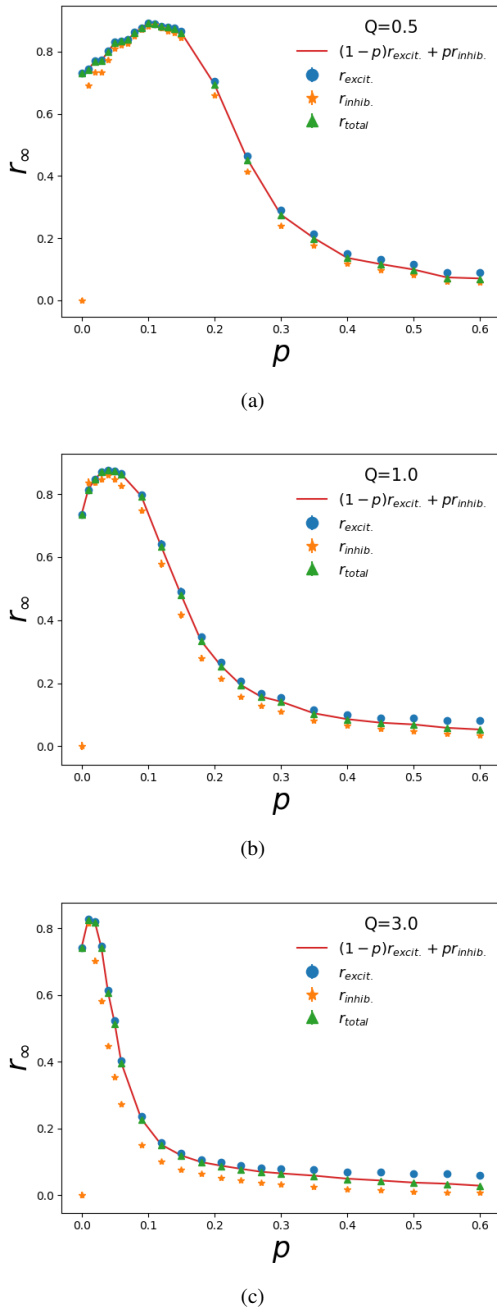 Q=0.5
(1−p)r_excit. + pr_inhib.
r_excit.
r_inhib.
r_total
r_∞
0.8
0.6
0.4
0.2
0.0
0.0 0.1 0.2 0.3 0.4 0.5 0.6
p
(a)
Q=1.0
(1−p)r_excit. + pr_inhib.
r_excit.
r_inhib.
r_total
r_∞
0.8
0.6
0.4
0.2
0.0
0.0 0.1 0.2 0.3 0.4 0.5 0.6
p
(b)
Q=3.0
(1−p)r_excit. + pr_inhib.
r_excit.
r_inhib.
r_total
r_∞
0.8
0.6
0.4
0.2
0.0
0.0 0.1 0.2 0.3 0.4 0.5 0.6
p
(c)